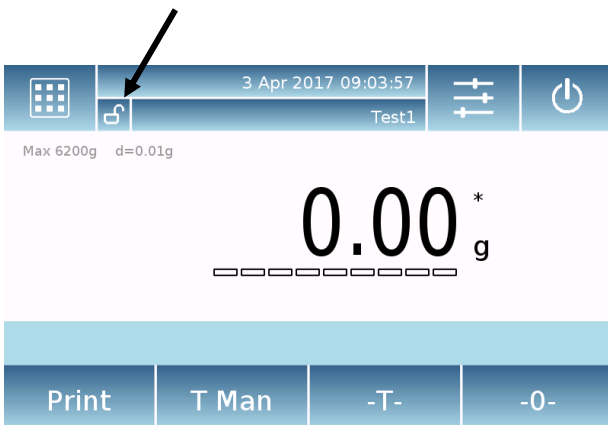 3 Apr 2017 09:03:57
Test1
Max 6200g d=0.01g
0.00 * g
Print T Man -T- -0-